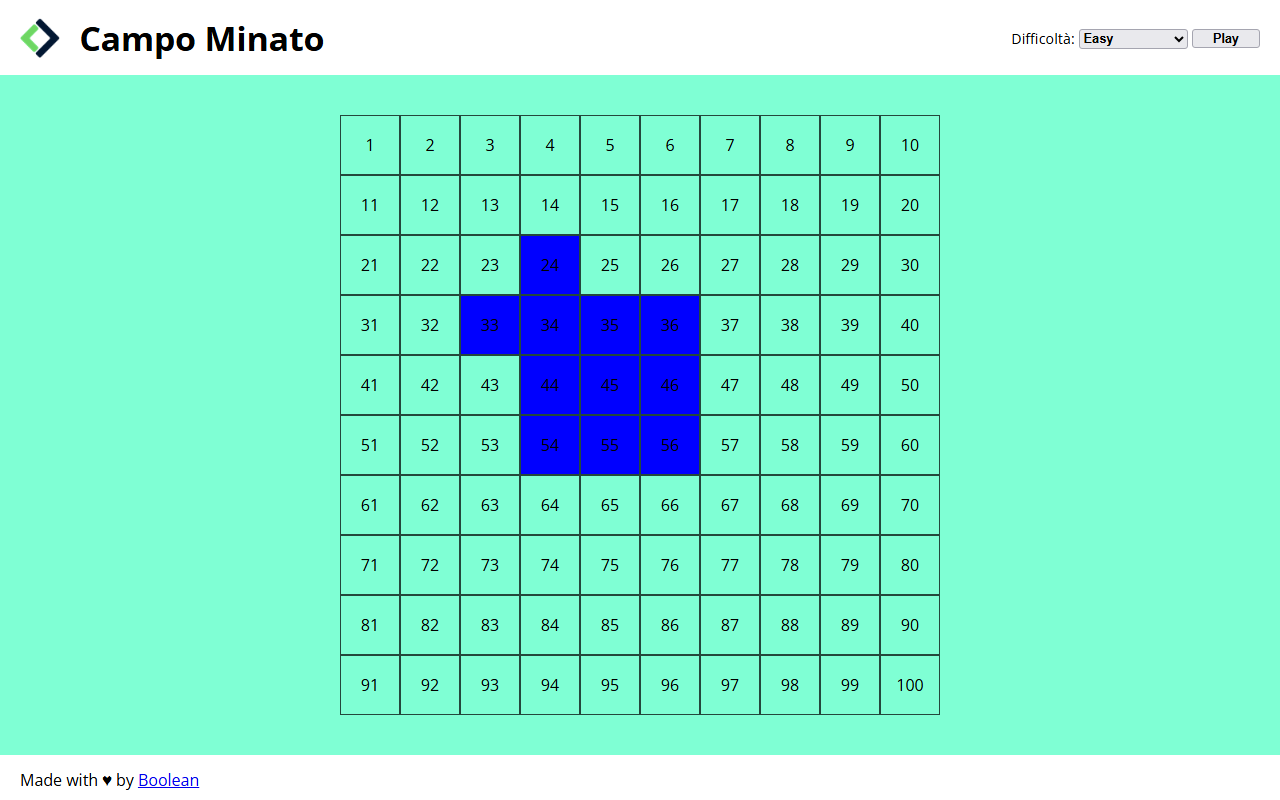 Campo Minato
Difficoltà: Easy Play
1 2 3 4 5 6 7 8 9 10
11 12 13 14 15 16 17 18 19 20
21 22 23 24 25 26 27 28 29 30
31 32 33 34 35 36 37 38 39 40
41 42 43 44 45 46 47 48 49 50
51 52 53 54 55 56 57 58 59 60
61 62 63 64 65 66 67 68 69 70
71 72 73 74 75 76 77 78 79 80
81 82 83 84 85 86 87 88 89 90
91 92 93 94 95 96 97 98 99 100
Made with ♥ by Boolean